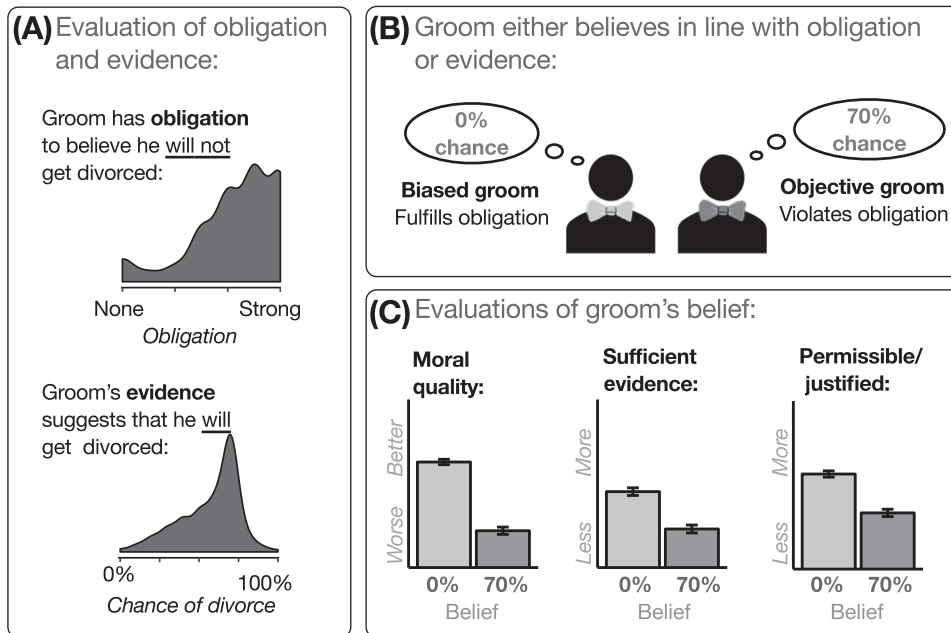 (A) Evaluation of obligation
and evidence:
Groom has obligation
to believe he will not
get divorced:
None Strong
Obligation
Groom's evidence
suggests that he will
get divorced:
0% 100%
Chance of divorce
(B) Groom either believes in line with obligation
or evidence:
0%
chance
Biased groom
Fulfills obligation
70%
chance
Objective groom
Violates obligation
(C) Evaluations of groom's belief:
Moral
quality:
Better
Worse
0% 70%
Belief
Sufficient
evidence:
More
Less
0% 70%
Belief
Permissible/
justified:
More
Less
0% 70%
Belief